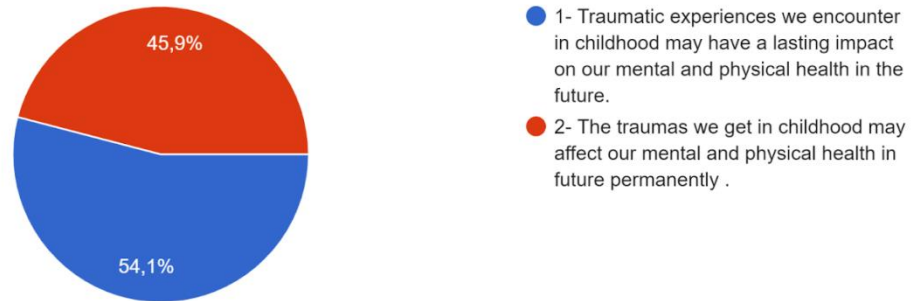 45,9%
54,1%
1- Traumatic experiences we encounter
in childhood may have a lasting impact
on our mental and physical health in the
future.
2- The traumas we get in childhood may
affect our mental and physical health in
future permanently .